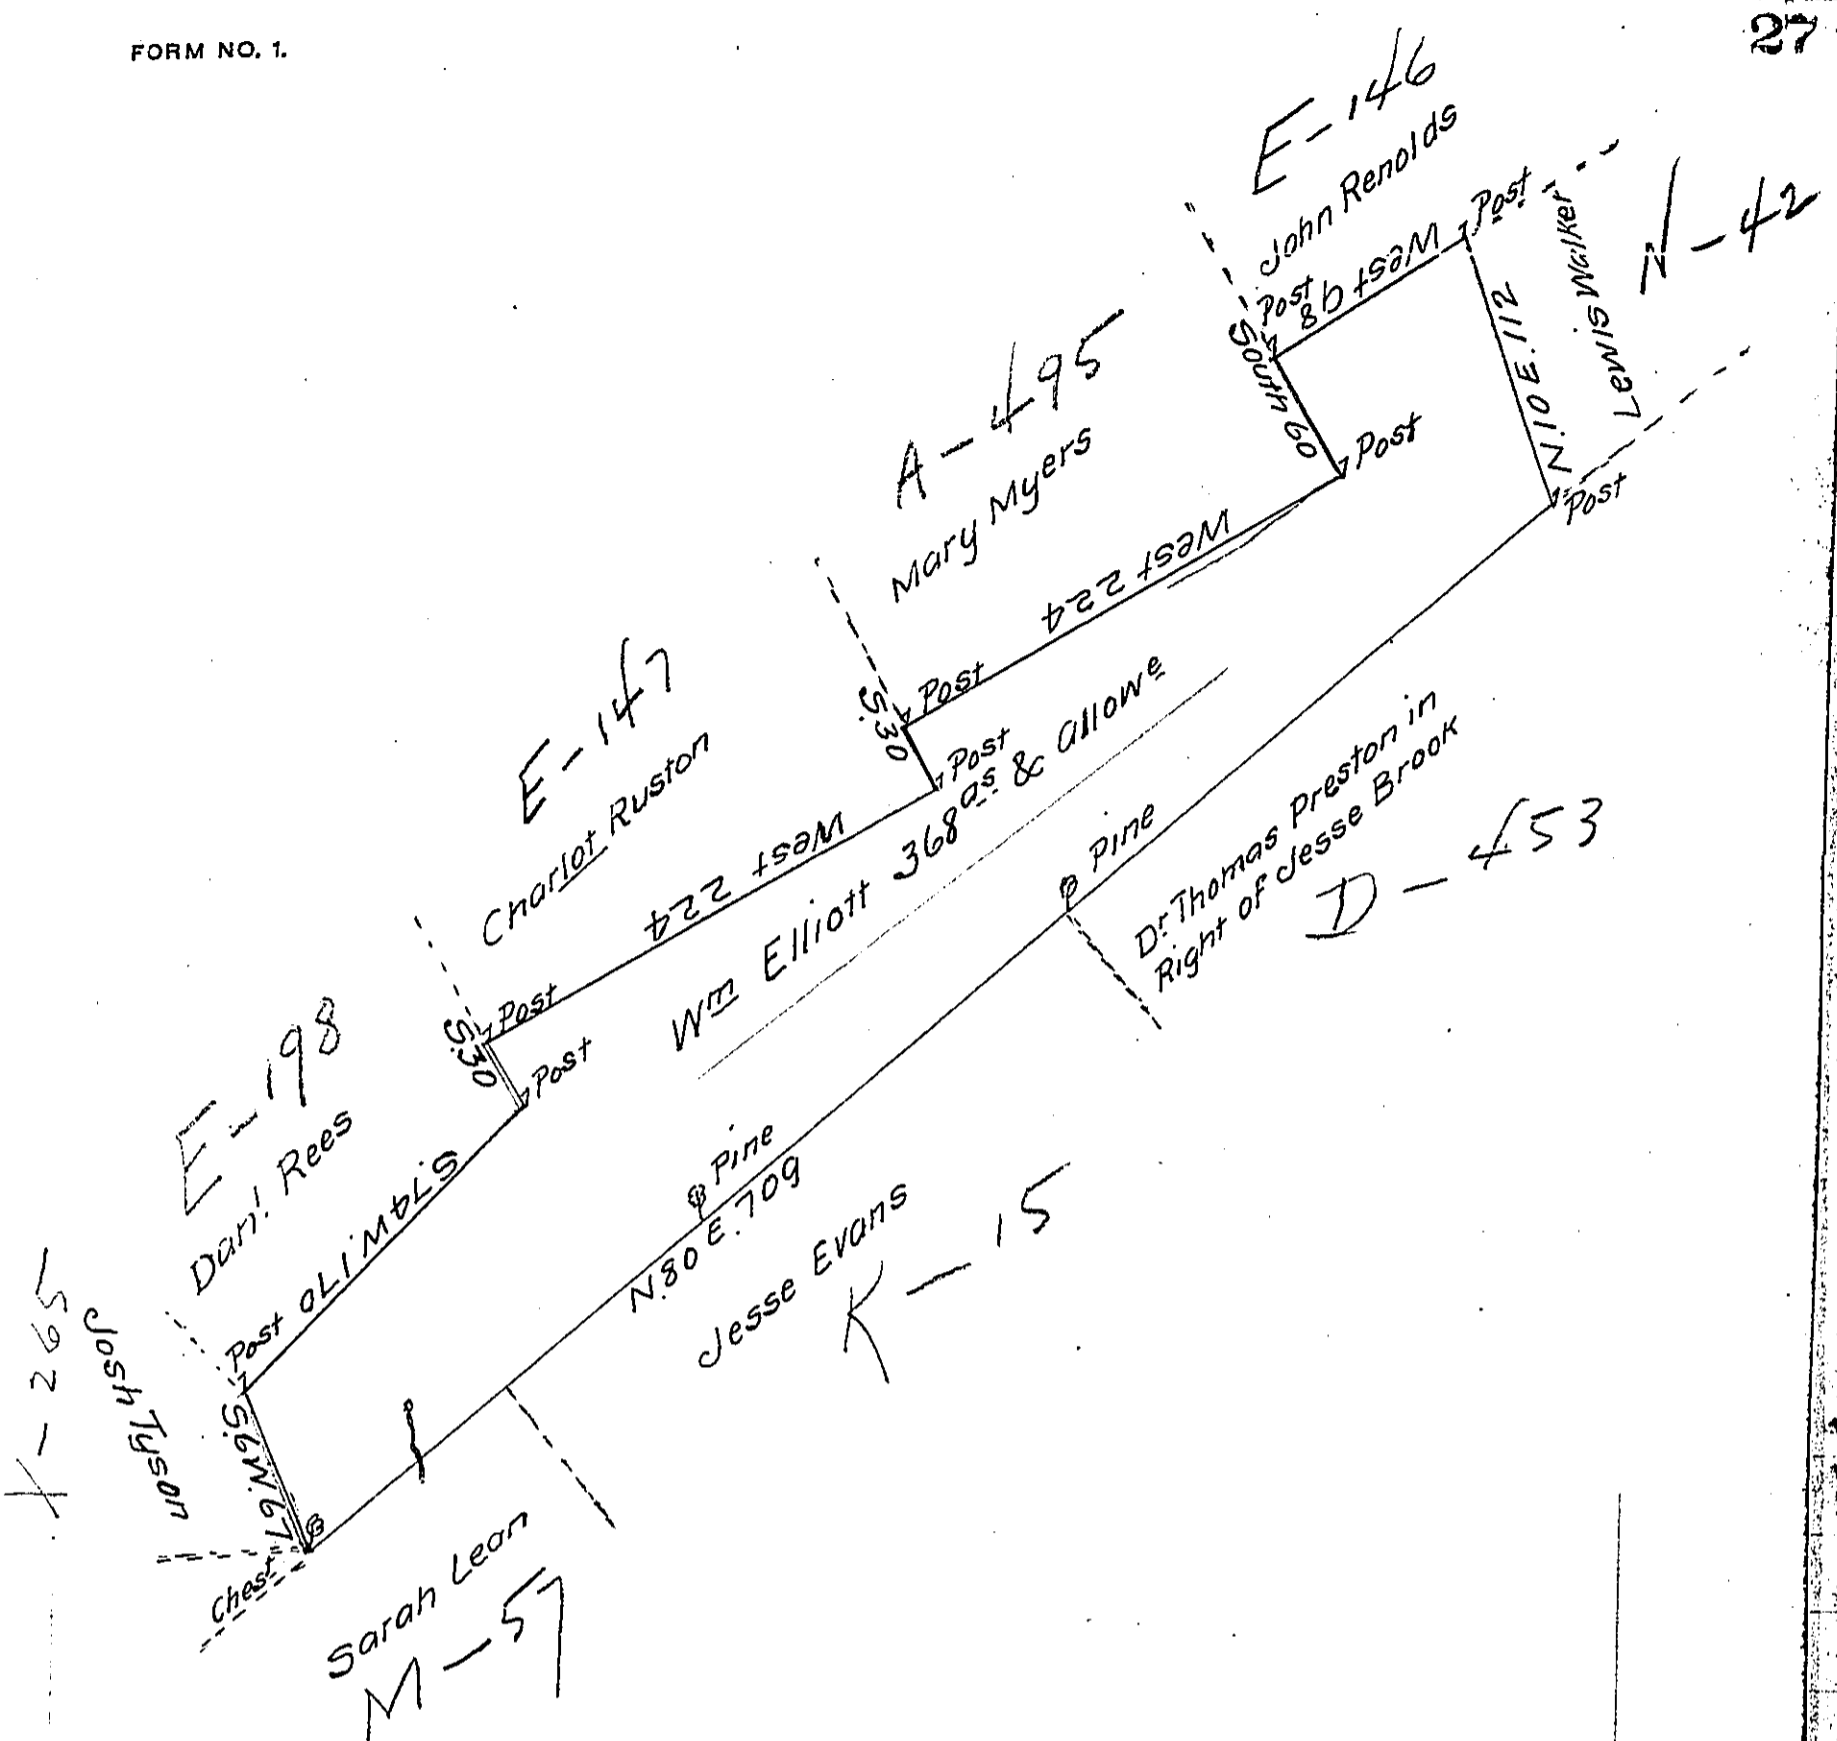 FORM NO. 1.
27
E-146
John Renolds
Post
N-42
Lewis Walker
West 98
Post
South 60
N. 10 E. 112
Post
Post
A-495
Mary Myers
West 224
Post
S. 30
Post
E-147
Charlot Ruston
West 224
Wm Elliott 368as & allowe
Pine
Dr. Thomas Preston in
Right of Jesse Brook
D-453
Post
S. 30
Post
E-198
Danl. Rees
Pine
N. 80 E. 709
Jesse Evans
K-15
Post
S. 6 W. 67
Josh Tyson
X-265
Chest
Sarah Lean
M-57